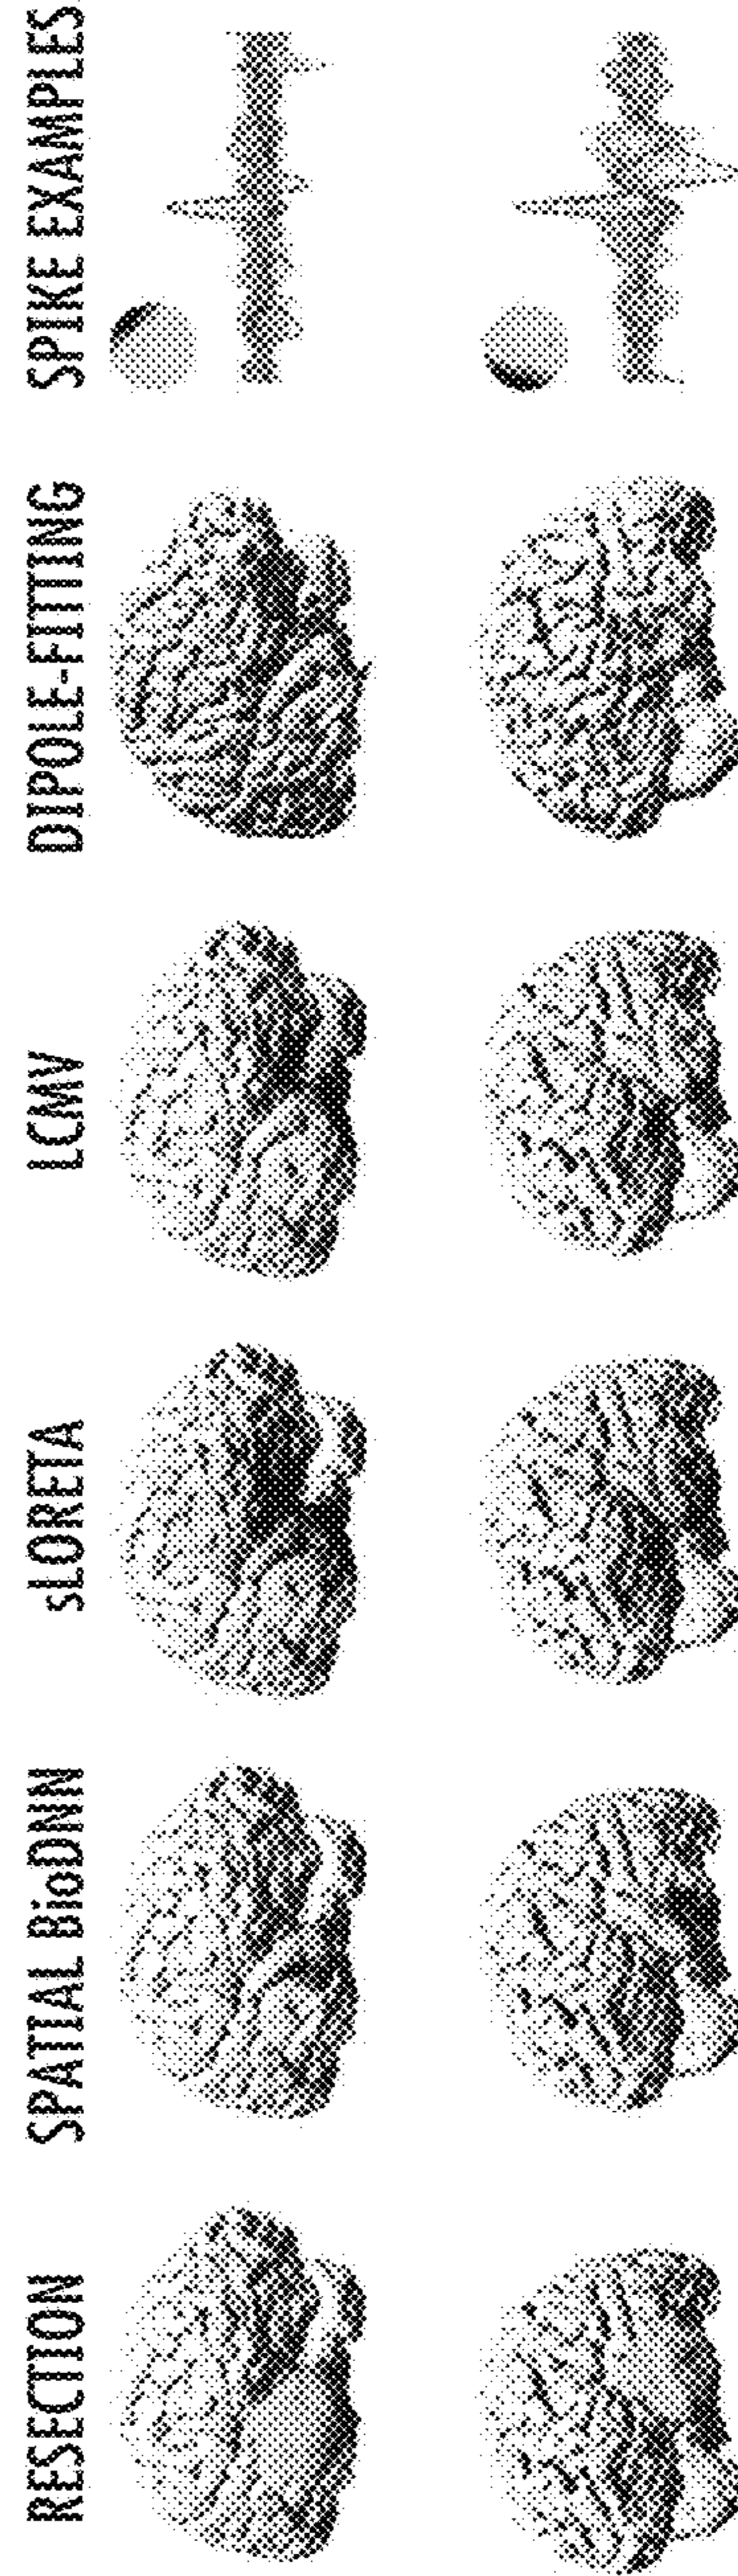 RESECTION
SPATIAL BioDNN
sLORETA
LCMV
DIPOLE-FITTING
SPIKE EXAMPLES